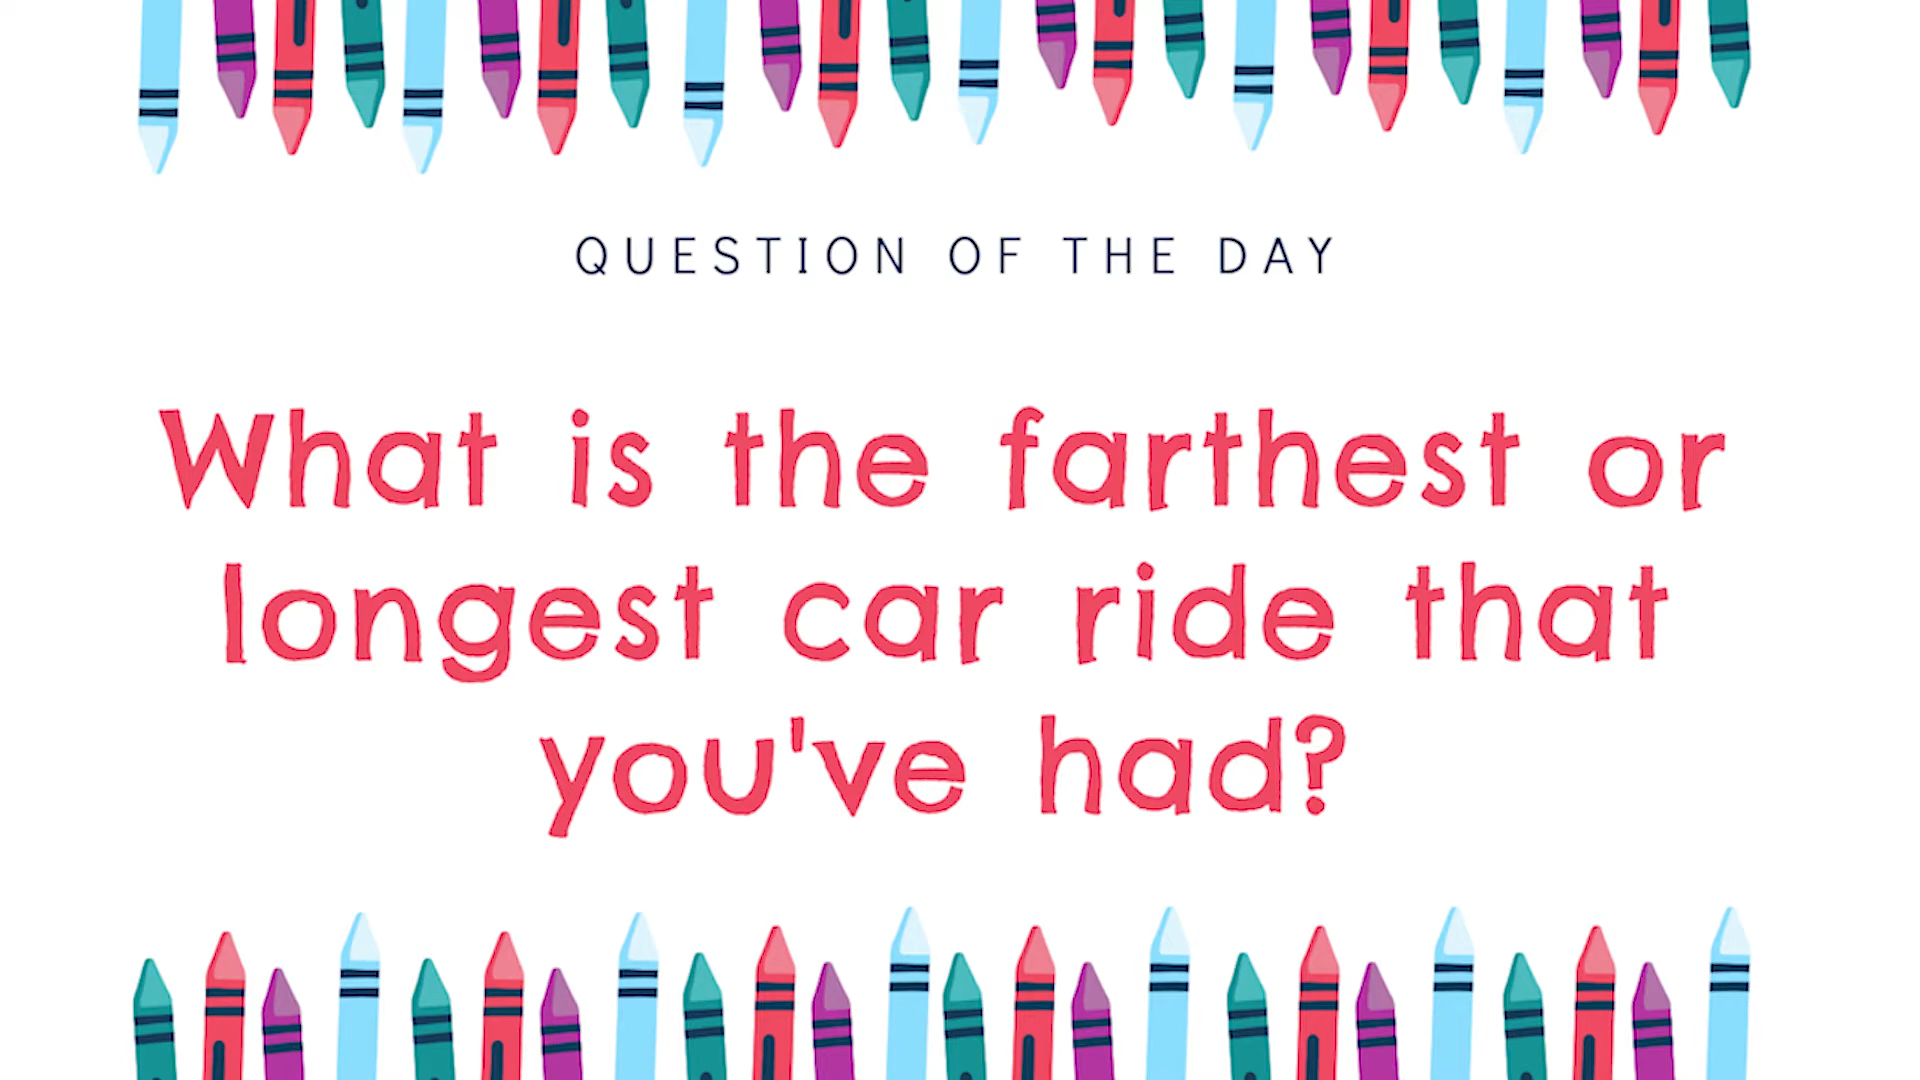 QUESTION OF THE DAY
What is the farthest or
longest car ride that
you've had?